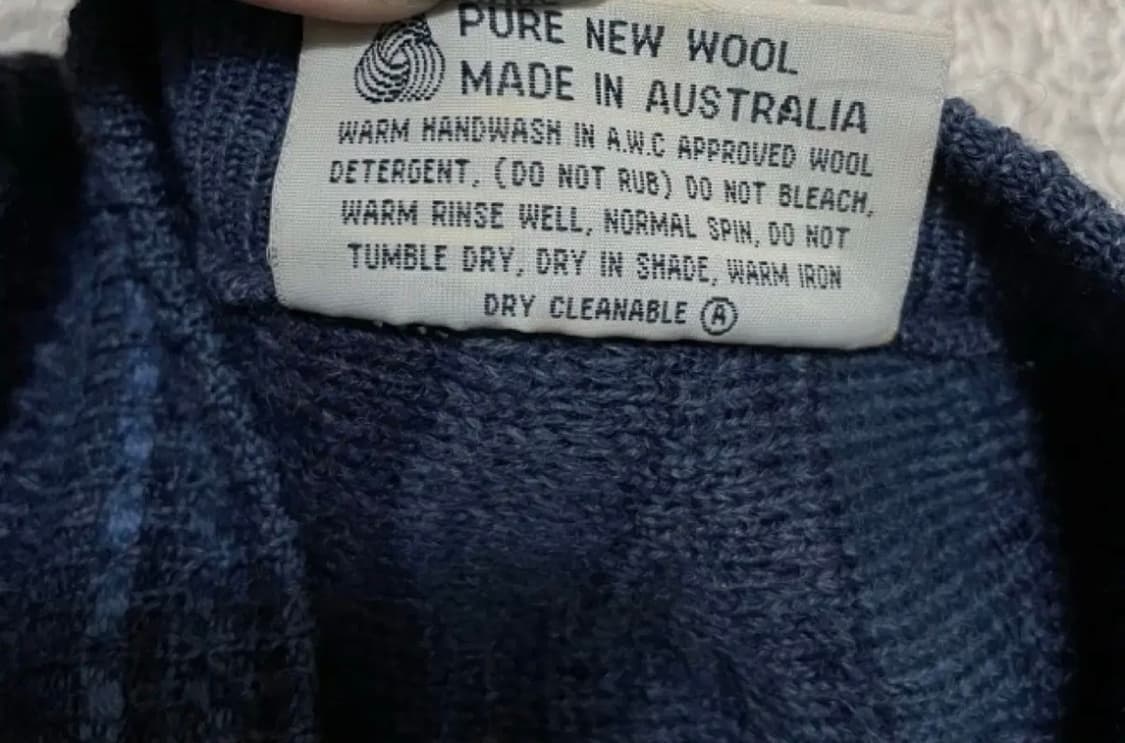 PURE NEW WOOL
MADE IN AUSTRALIA
WARM HANDWASH IN A.W.C APPROVED WOOL
DETERGENT, (DO NOT RUB) DO NOT BLEACH,
WARM RINSE WELL, NORMAL SPIN, DO NOT
TUMBLE DRY, DRY IN SHADE, WARM IRON
DRY CLEANABLE Ⓐ